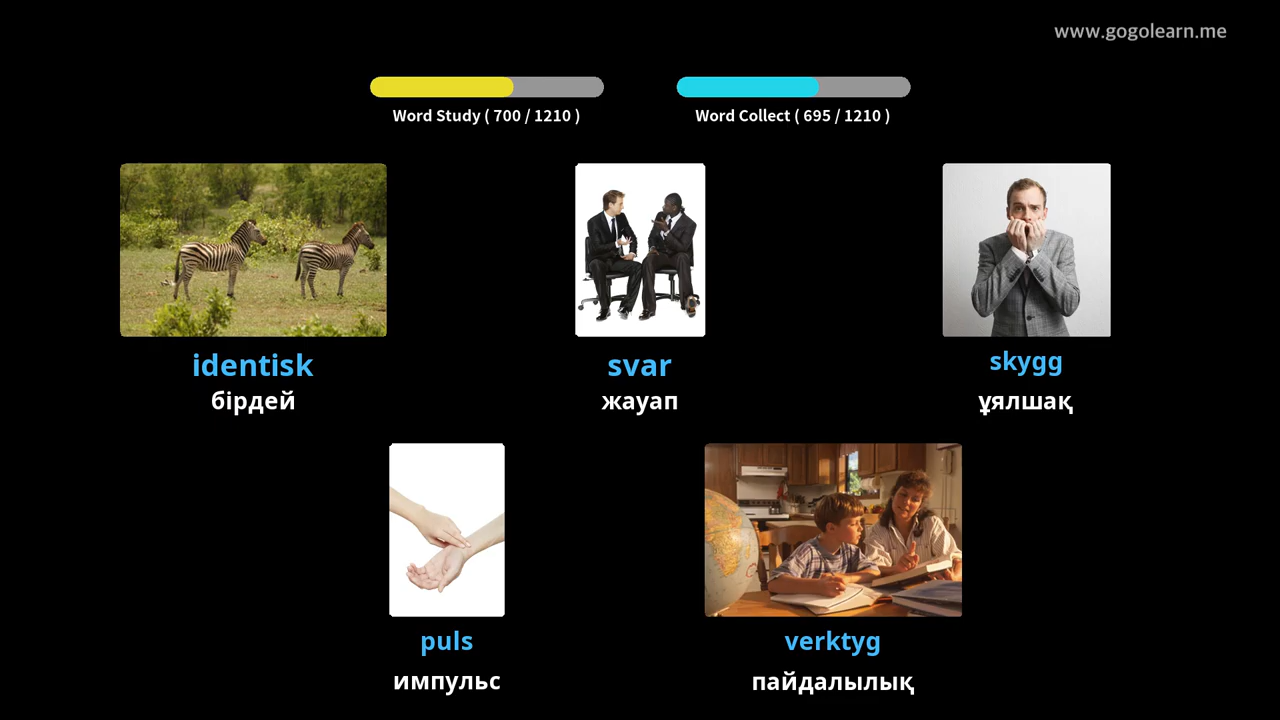 www.gogolearn.me
Word Study ( 700 / 1210 )
Word Collect ( 695 / 1210 )
identisk
бірдей
svar
жауап
skygg
ұялшақ
puls
импульс
verktyg
пайдалылық